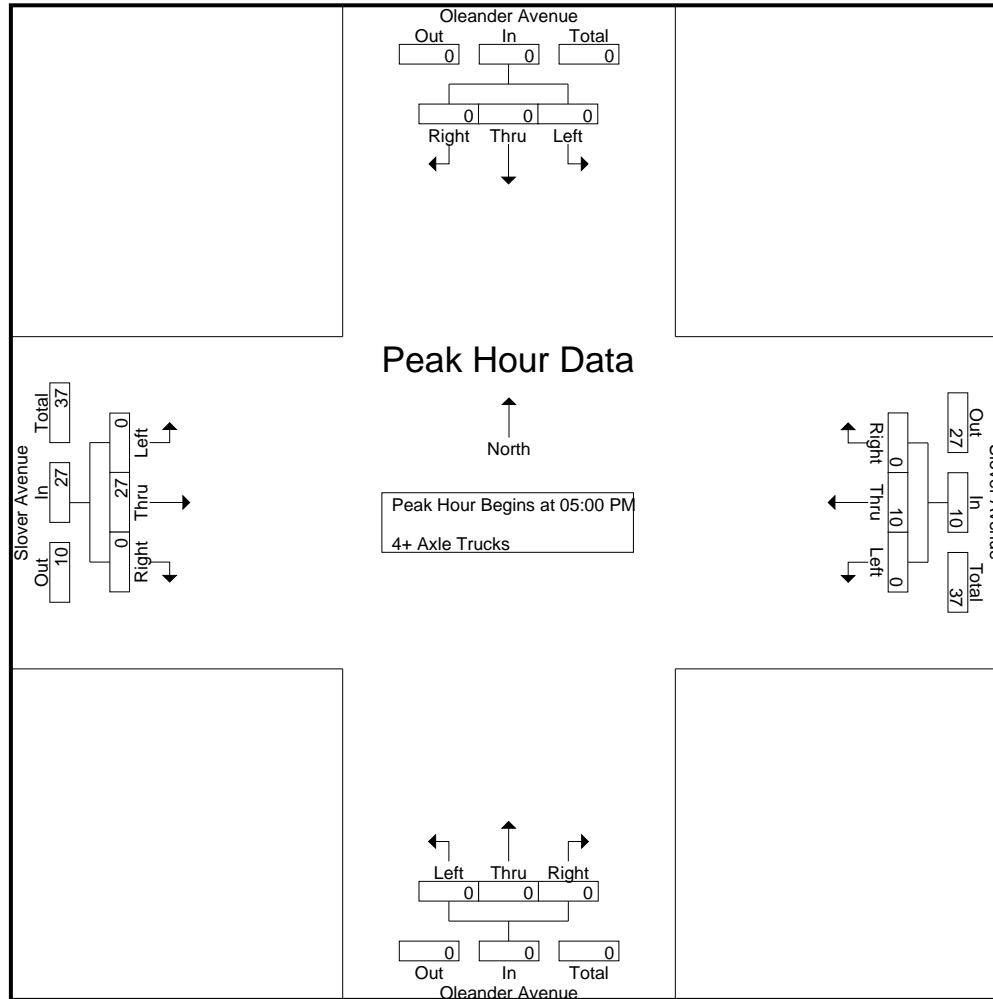 Oleander Avenue
Out In Total
0 0 0
0 0 0
Right Thru Left
Peak Hour Data
North
Peak Hour Begins at 05:00 PM
4+ Axle Trucks
Slover Avenue
Total In Out
37 27 10
0 27 0
Left Thru Right
Out In Total
27 10 37
0 10 0
Right Thru Left
Left Thru Right
0 0 0
0 0 0
Out In Total
Oleander Avenue